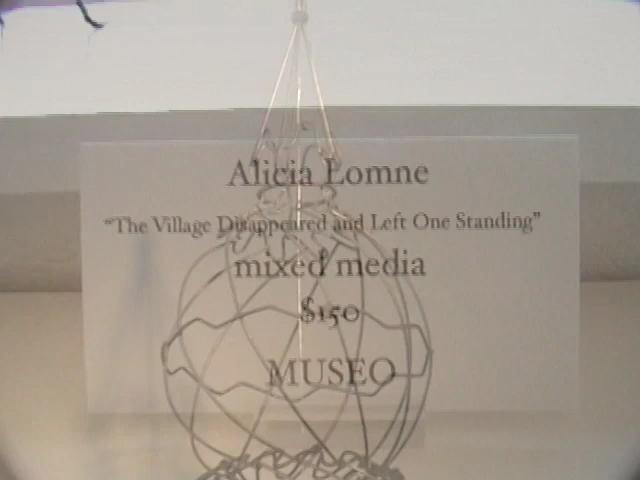 Alicia Lomne
"The Village Disappeared and Left One Standing"
mixed media
$150
MUSEO